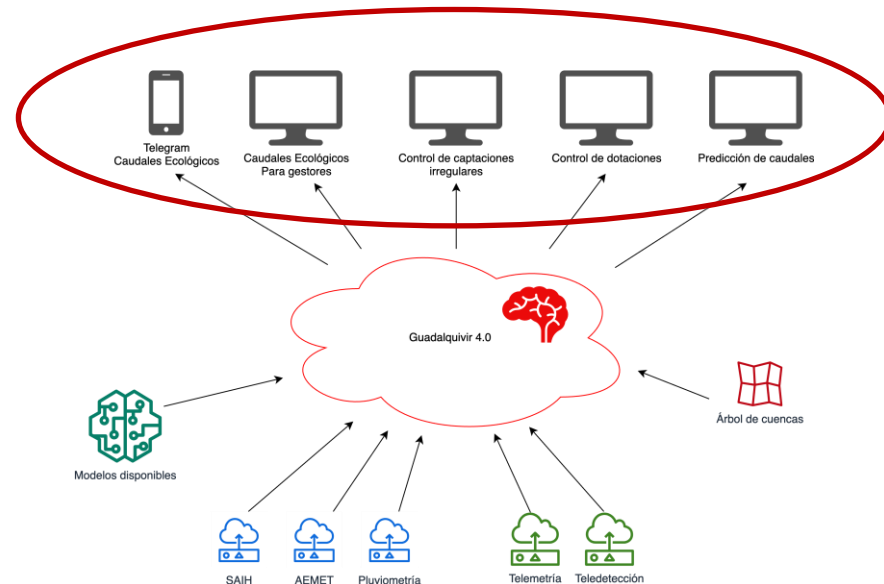 Telegram
Caudales Ecológicos
Caudales Ecológicos
Para gestores
Control de captaciones
irregulares
Control de dotaciones
Predicción de caudales
Guadalquivir 4.0
Modelos disponibles
Árbol de cuencas
SAIH
AEMET
Pluviometría
Telemetría
Teledetección